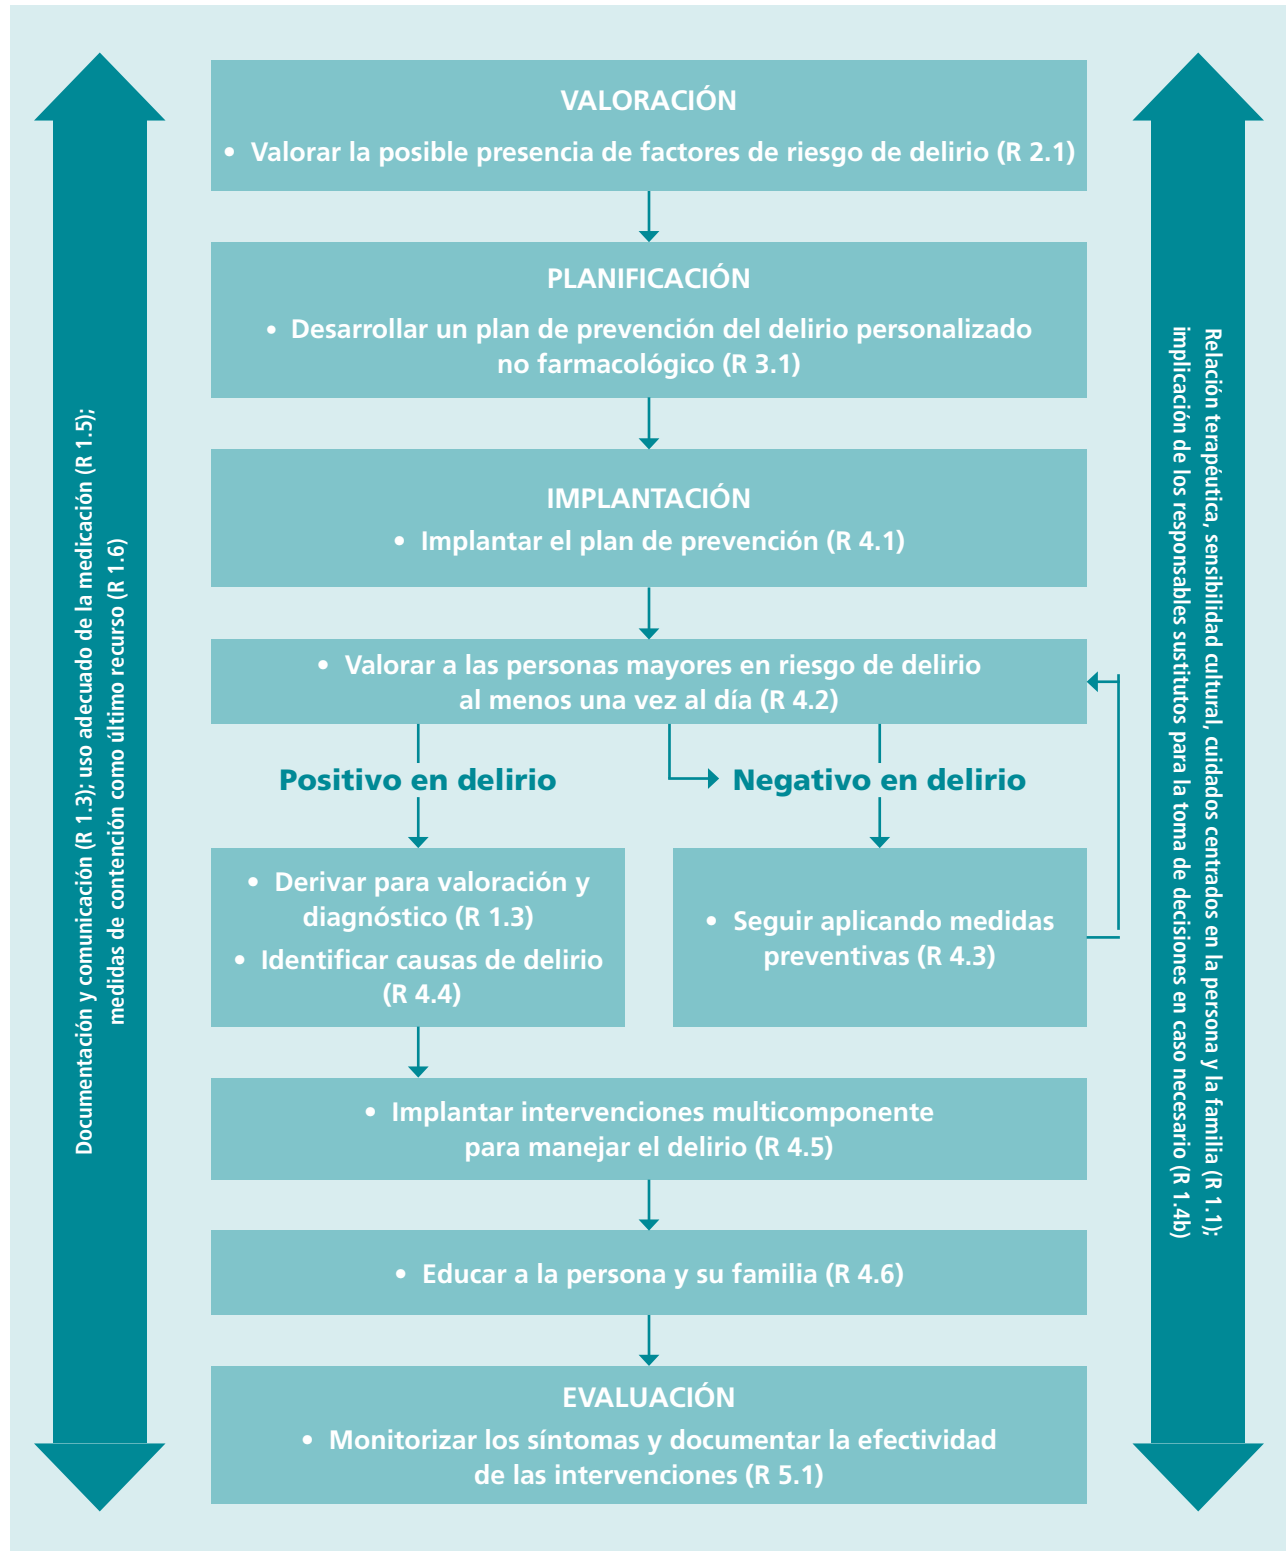 VALORACIÓN
• Valorar la posible presencia de factores de riesgo de delirio (R 2.1)
PLANIFICACIÓN
• Desarrollar un plan de prevención del delirio personalizado
no farmacológico (R 3.1)
IMPLANTACIÓN
• Implantar el plan de prevención (R 4.1)
• Valorar a las personas mayores en riesgo de delirio
al menos una vez al día (R 4.2)
Positivo en delirio
Negativo en delirio
• Derivar para valoración y
diagnóstico (R 1.3)
• Identificar causas de delirio
(R 4.4)
• Seguir aplicando medidas
preventivas (R 4.3)
• Implantar intervenciones multicomponente
para manejar el delirio (R 4.5)
• Educar a la persona y su familia (R 4.6)
EVALUACIÓN
• Monitorizar los síntomas y documentar la efectividad
de las intervenciones (R 5.1)
Documentación y comunicación (R 1.3); uso adecuado de la medicación (R 1.5);
medidas de contención como último recurso (R 1.6)
Relación terapéutica, sensibilidad cultural, cuidados centrados en la persona y la familia (R 1.1);
implicación de los responsables sustitutos para la toma de decisiones en caso necesario (R 1.4b)